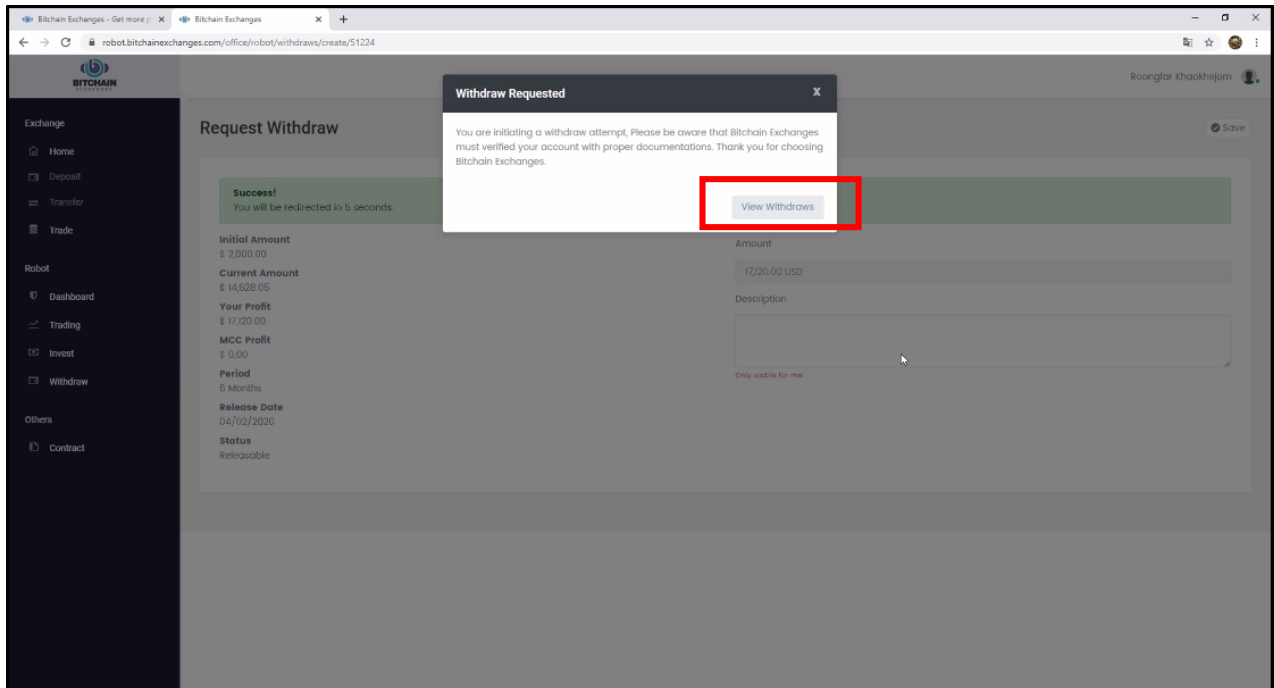 Bitchain Exchanges - Get more p
Bitchain Exchanges
robot.bitchainexchanges.com/office/robot/withdraws/create/51224
BITCHAIN
EXCHANGES
Roongfar Khaokhejorn
Exchange
Home
Deposit
Transfer
Trade
Robot
Dashboard
Trading
Invest
Withdraw
Others
Contract
Request Withdraw
Save
Withdraw Requested
X
You are initiating a withdraw attempt, Please be aware that Bitchain Exchanges
must verified your account with proper documentations. Thank you for choosing
Bitchain Exchanges.
View Withdraws
Success!
You will be redirected in 5 seconds.
Initial Amount
$ 2,000.00
Current Amount
$ 14,628.05
Your Profit
$ 17,120.00
MCC Profit
$ 0.00
Period
6 Months
Release Date
04/02/2020
Status
Releasable
Amount
17,120.00 USD
Description
Only visible for me.